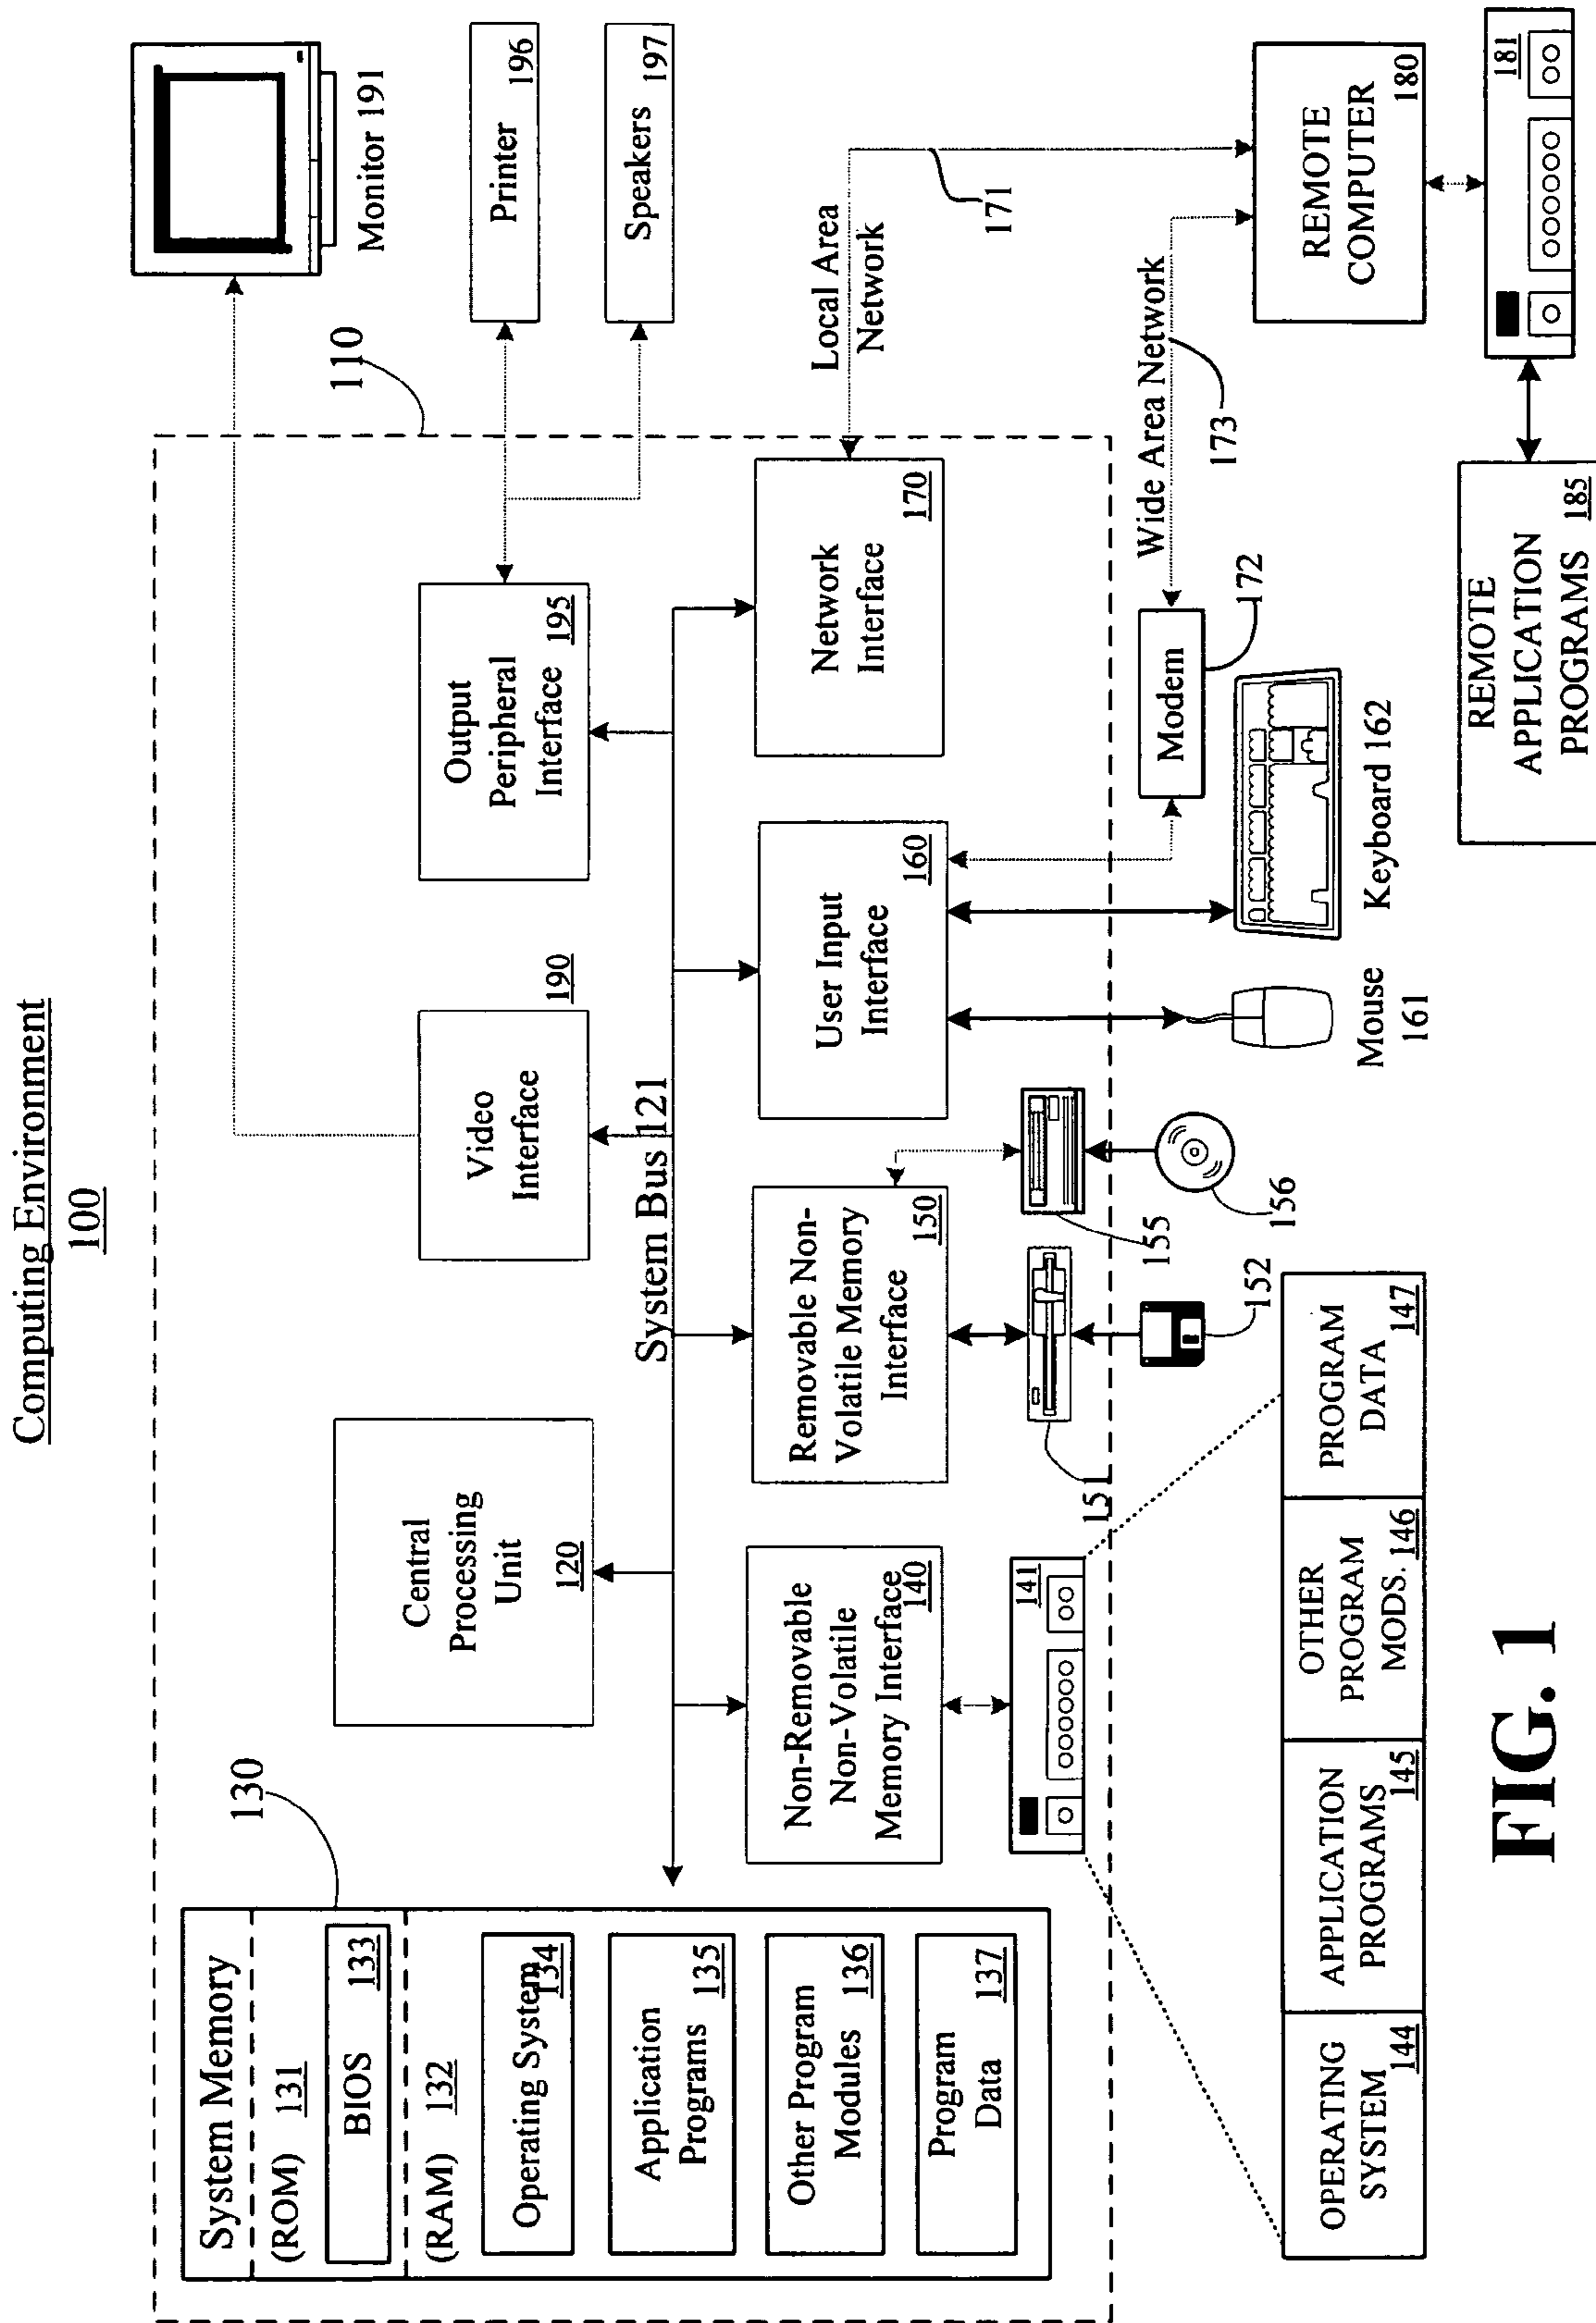 Computing Environment
100
System Memory
(ROM) 131
BIOS 133
(RAM) 132
Operating System
134
Application
Programs 135
Other Program
Modules 136
Program
Data 137
130
Central
Processing
Unit
120
Video
Interface
190
Output
Peripheral
Interface 195
110
Monitor 191
Printer
196
Speakers
197
System Bus 121
Non-Removable
Non-Volatile
Memory Interface
140
Removable Non-
Volatile Memory
Interface
150
User Input
Interface
160
Network
Interface
170
Local Area
Network
171
141
151
152
155
156
Mouse
161
Keyboard 162
Modem
172
Wide Area Network
173
REMOTE
COMPUTER
180
181
REMOTE
APPLICATION
PROGRAMS 185
OPERATING
SYSTEM
144
APPLICATION
PROGRAMS
145
OTHER
PROGRAM
MODS. 146
PROGRAM
DATA
147
FIG. 1